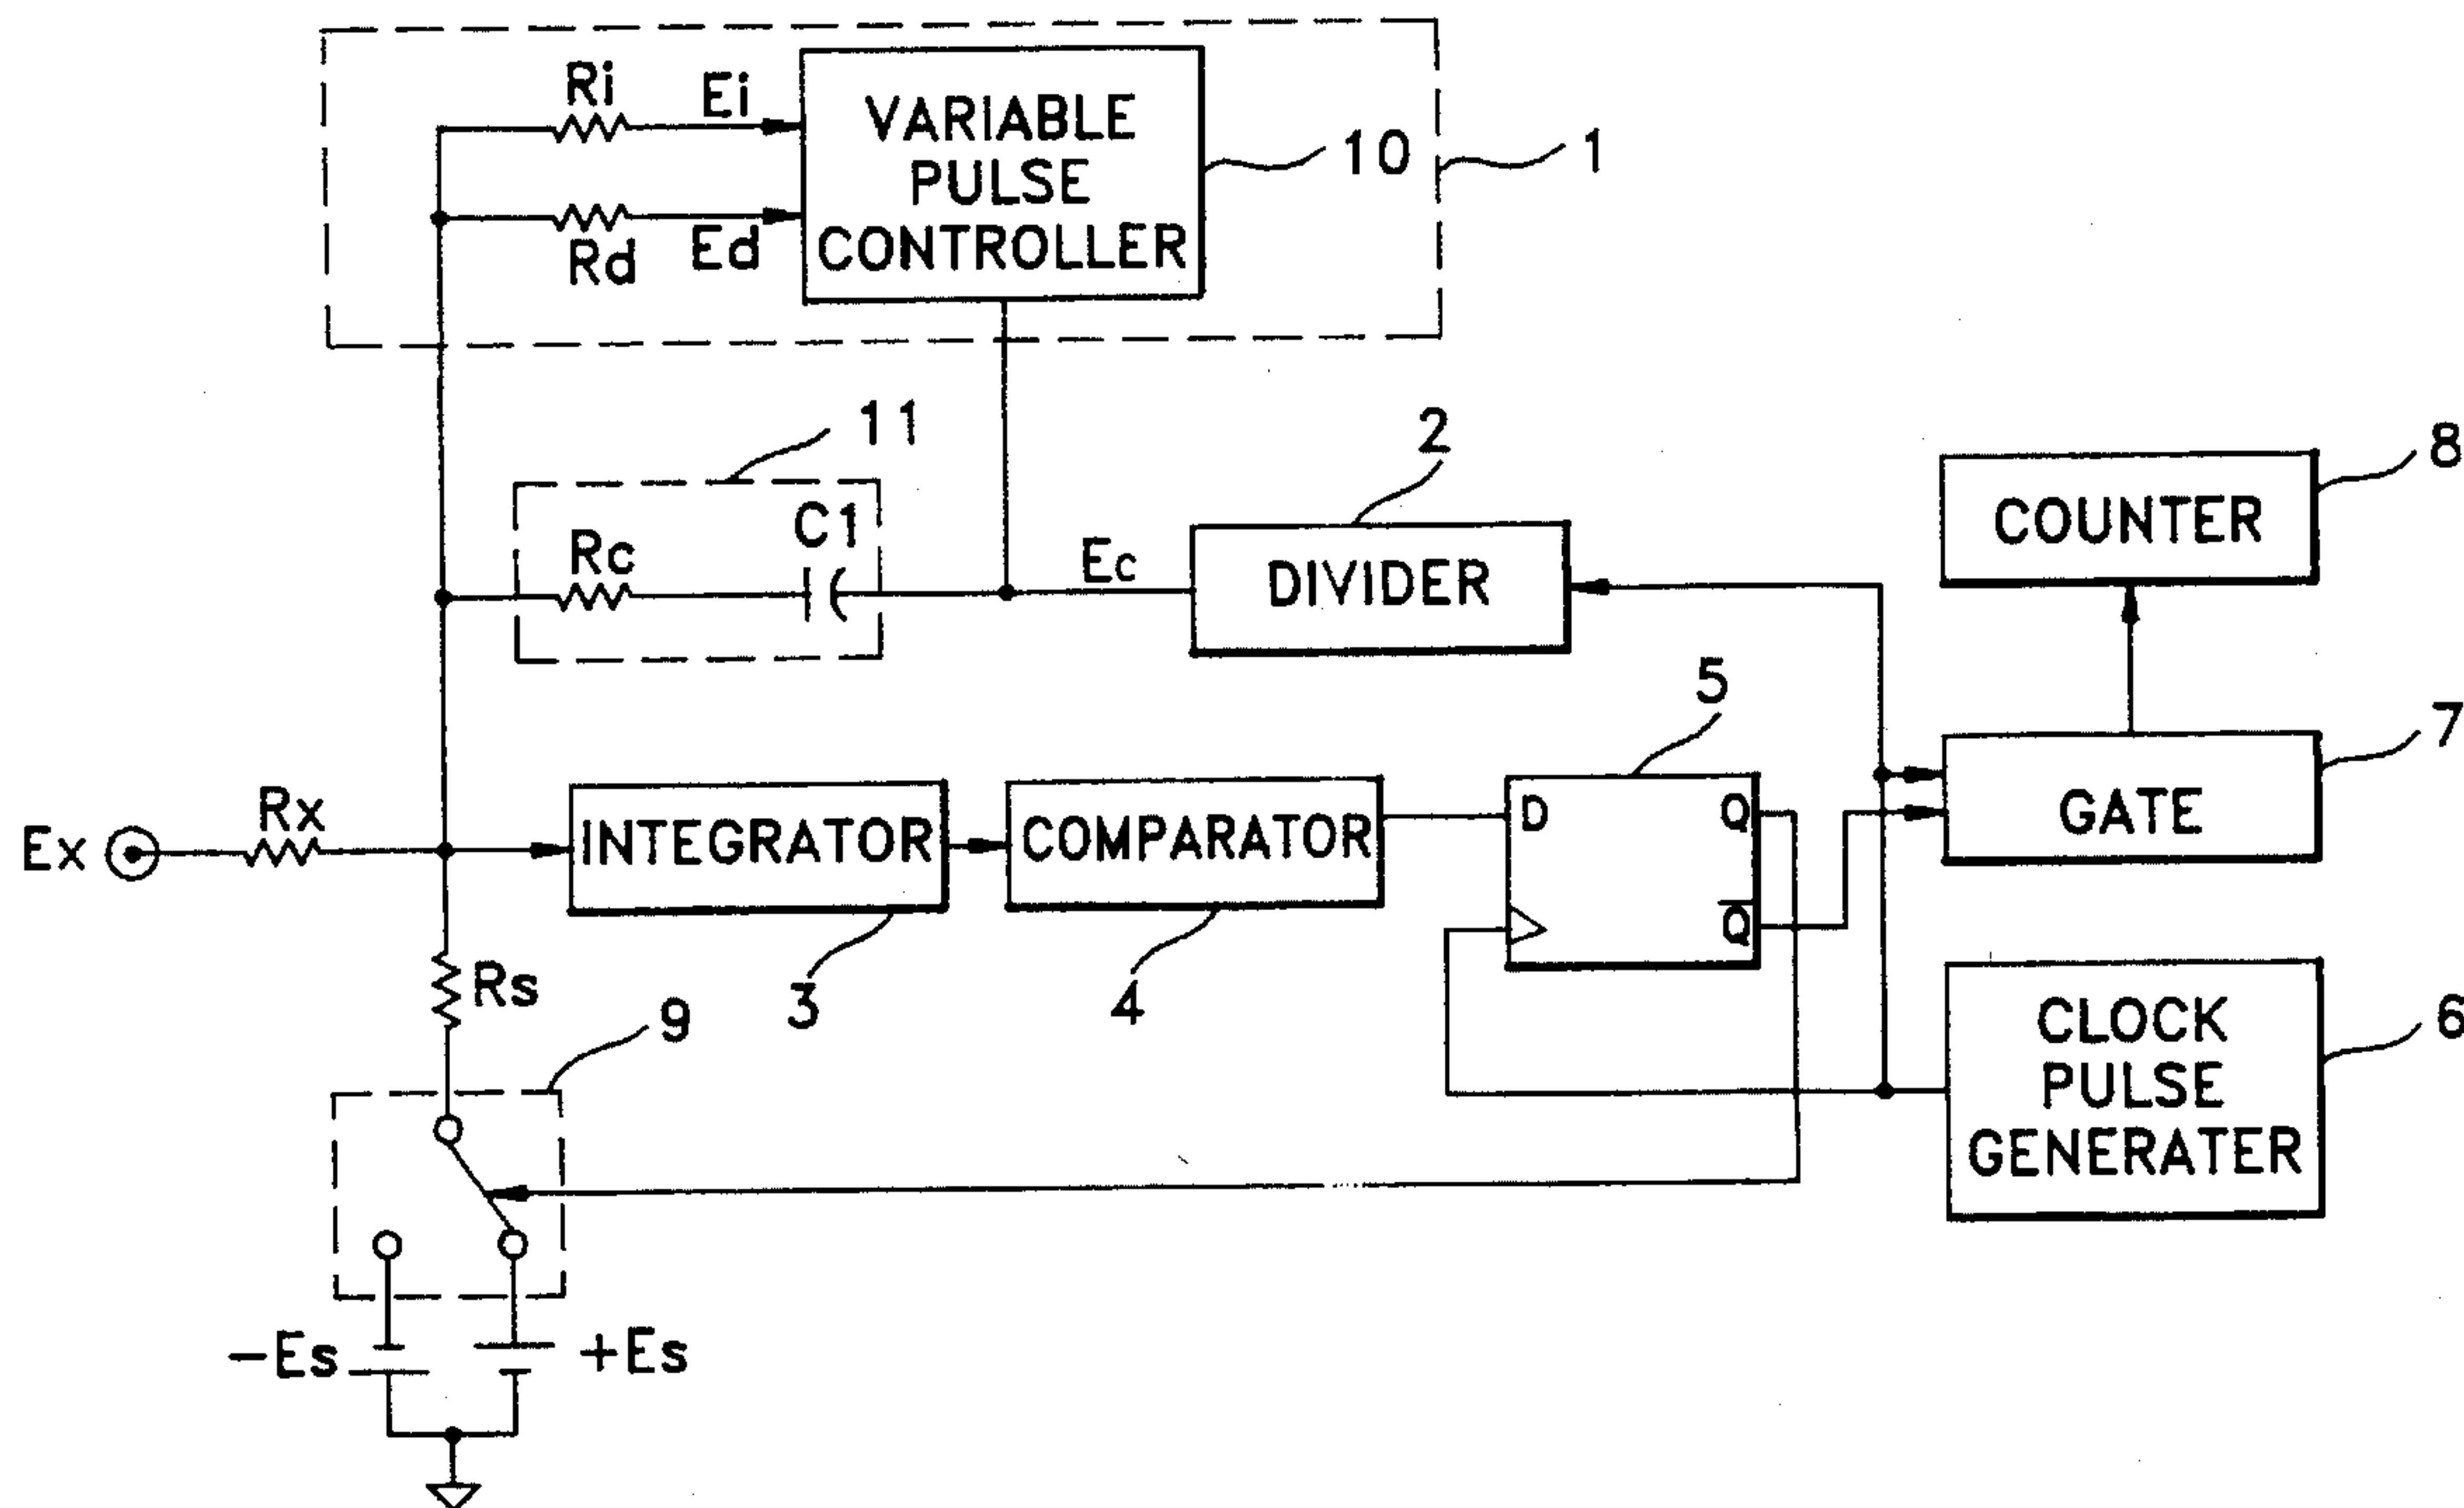 Ri
Ei
VARIABLE
PULSE
CONTROLLER
10
1
Rd
Ed
11
Rc
C1
Ec
2
DIVIDER
8
COUNTER
5
7
GATE
Ex
Rx
INTEGRATOR
COMPARATOR
D
Q
Q̅
Rs
3
4
9
CLOCK
PULSE
GENERATER
6
-Es
+Es